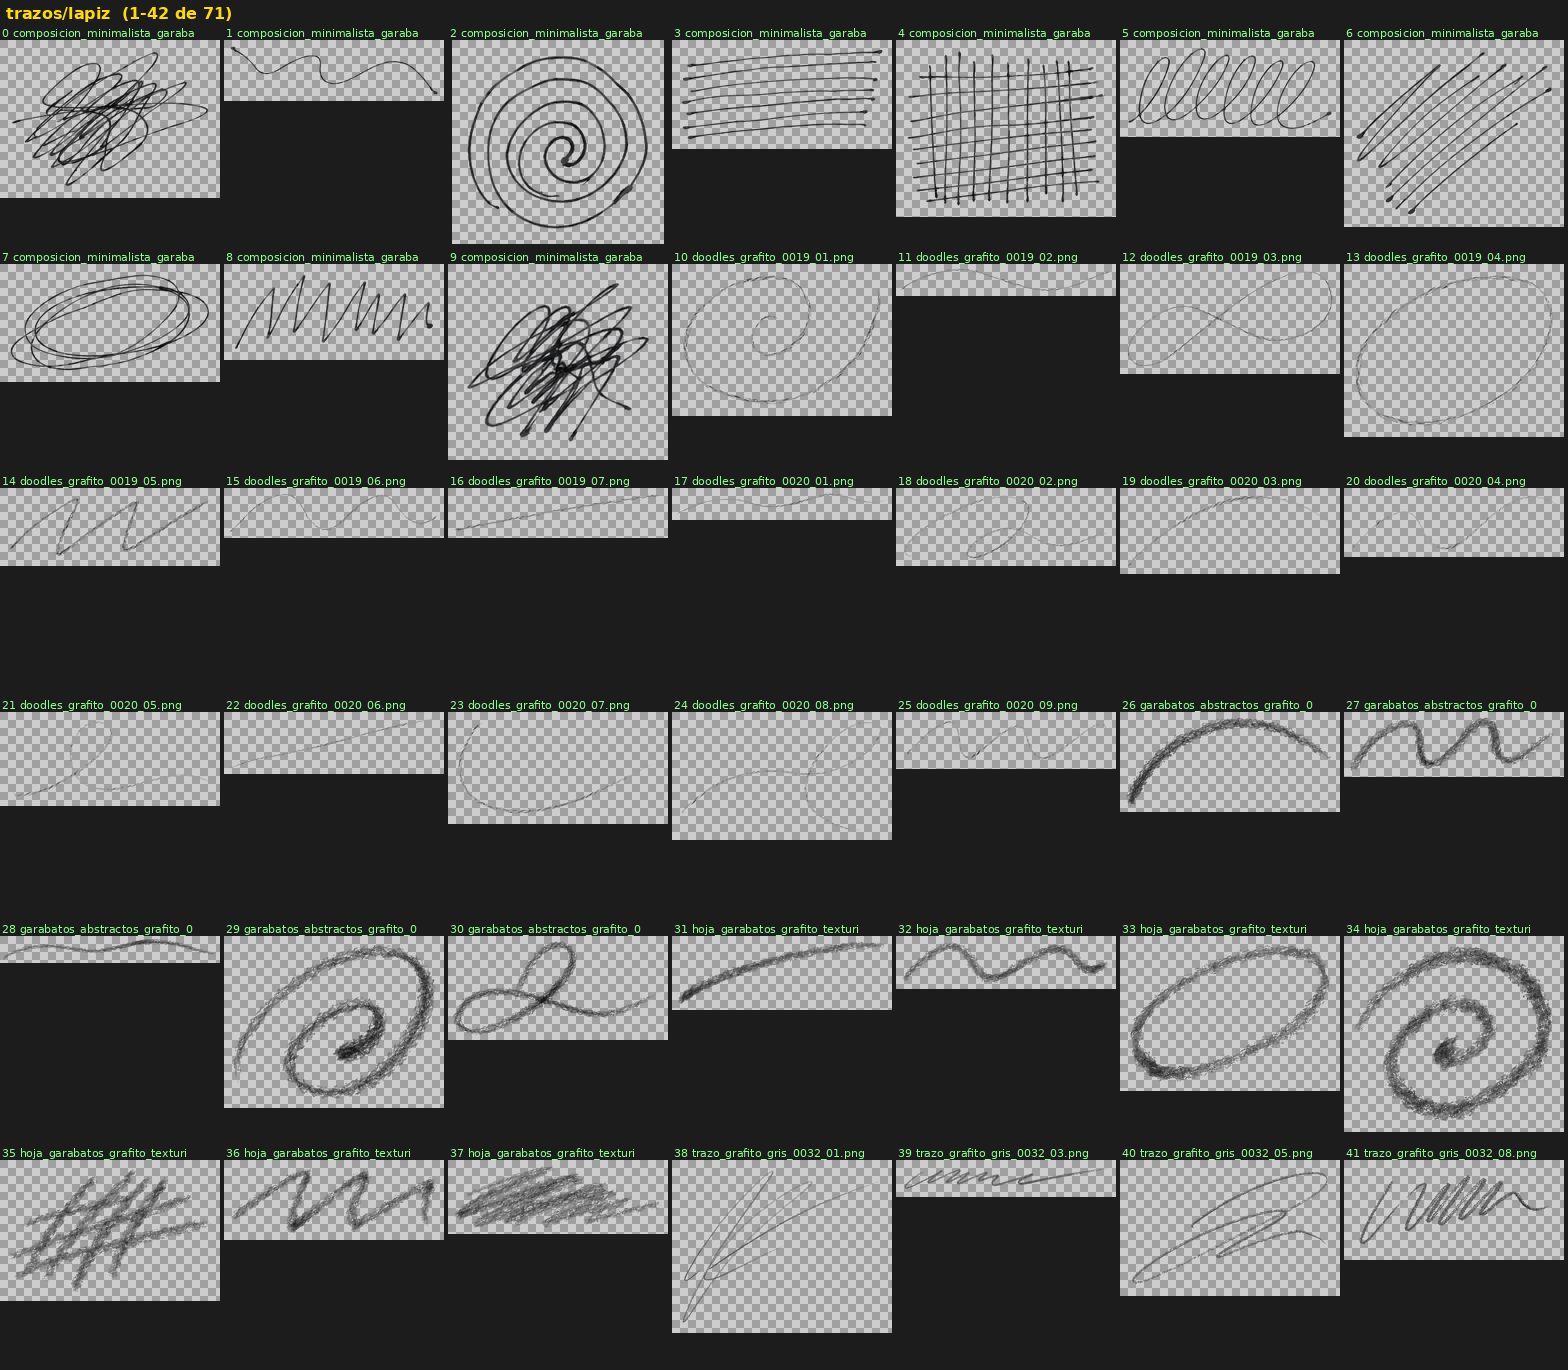 trazos/lapiz (1-42 de 71)
0 composicion_minimalista_garaba
1 composicion_minimalista_garaba
2 composicion_minimalista_garaba
3 composicion_minimalista_garaba
4 composicion_minimalista_garaba
5 composicion_minimalista_garaba
6 composicion_minimalista_garaba
7 composicion_minimalista_garaba
8 composicion_minimalista_garaba
9 composicion_minimalista_garaba
10 doodles_grafito_0019_01.png
11 doodles_grafito_0019_02.png
12 doodles_grafito_0019_03.png
13 doodles_grafito_0019_04.png
14 doodles_grafito_0019_05.png
15 doodles_grafito_0019_06.png
16 doodles_grafito_0019_07.png
17 doodles_grafito_0020_01.png
18 doodles_grafito_0020_02.png
19 doodles_grafito_0020_03.png
20 doodles_grafito_0020_04.png
21 doodles_grafito_0020_05.png
22 doodles_grafito_0020_06.png
23 doodles_grafito_0020_07.png
24 doodles_grafito_0020_08.png
25 doodles_grafito_0020_09.png
26 garabatos_abstractos_grafito_0
27 garabatos_abstractos_grafito_0
28 garabatos_abstractos_grafito_0
29 garabatos_abstractos_grafito_0
30 garabatos_abstractos_grafito_0
31 hoja_garabatos_grafito_texturi
32 hoja_garabatos_grafito_texturi
33 hoja_garabatos_grafito_texturi
34 hoja_garabatos_grafito_texturi
35 hoja_garabatos_grafito_texturi
36 hoja_garabatos_grafito_texturi
37 hoja_garabatos_grafito_texturi
38 trazo_grafito_gris_0032_01.png
39 trazo_grafito_gris_0032_03.png
40 trazo_grafito_gris_0032_05.png
41 trazo_grafito_gris_0032_08.png